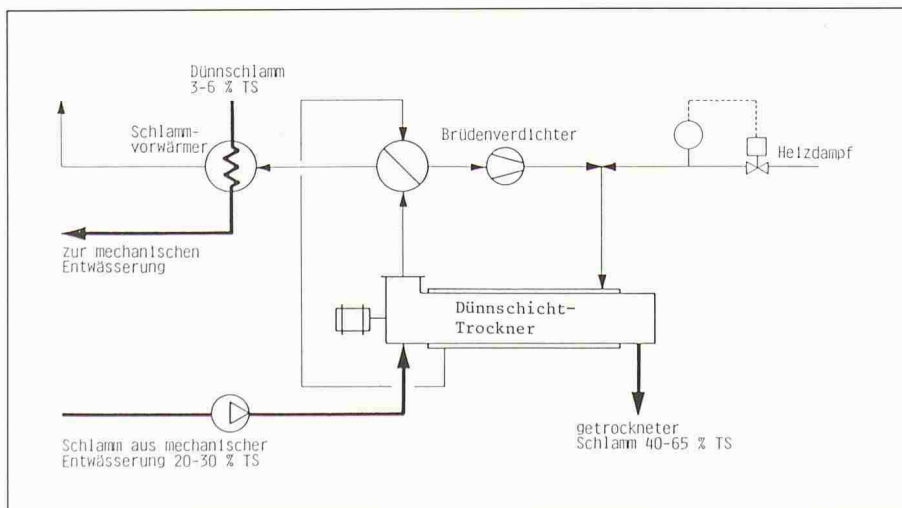 Dünnschlamm
3-6 % TS
Schlamm-
vorwärmer
Brüdenverdichter
Heizdampf
zur mechanischen
Entwässerung
Dünnschicht-
Trockner
Schlamm aus mechanischer
Entwässerung 20-30 % TS
getrockneter
Schlamm 40-65 % TS